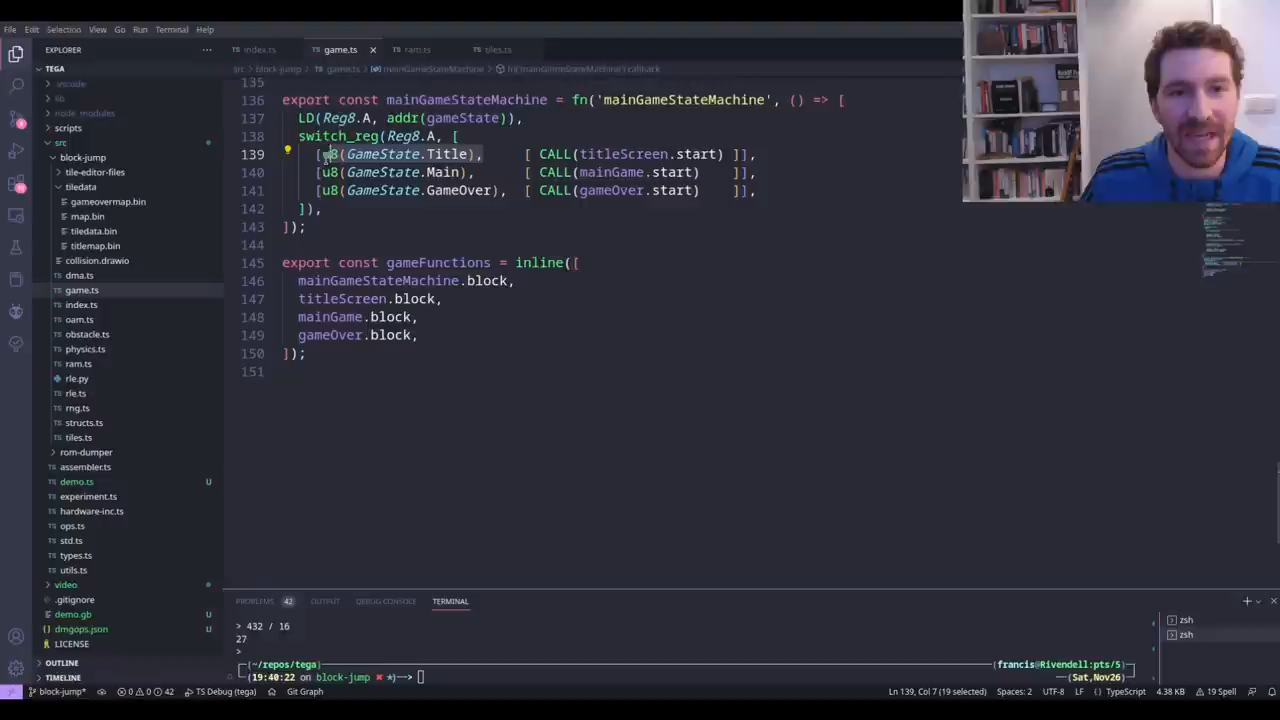 File Edit Selection View Go Run Terminal Help
EXPLORER ···
TEGA
.vscode
lib
node_modules
scripts
src
block-jump
tile-editor-files
tiledata
gameovermap.bin
map.bin
tiledata.bin
titlemap.bin
collision.drawio
TS dma.ts
TS game.ts
TS index.ts
TS oam.ts
TS obstacle.ts
TS physics.ts
TS ram.ts
rle.py
TS rle.ts
TS rng.ts
TS structs.ts
TS tiles.ts
rom-dumper
TS assembler.ts
TS demo.ts U
TS experiment.ts
TS hardware-inc.ts
TS ops.ts
TS std.ts
TS types.ts
TS utils.ts
video
.gitignore
demo.gb U
dmgops.json U
LICENSE
OUTLINE
TIMELINE
TS index.ts TS game.ts × TS ram.ts TS tiles.ts
src > block-jump > TS game.ts > mainGameStateMachine > fn('mainGameStateMachine') callback
135
136 export const mainGameStateMachine = fn('mainGameStateMachine', () => [
137 LD(Reg8.A, addr(gameState)),
138 switch_reg(Reg8.A, [
139 [u8(GameState.Title), [ CALL(titleScreen.start) ]],
140 [u8(GameState.Main), [ CALL(mainGame.start) ]],
141 [u8(GameState.GameOver), [ CALL(gameOver.start) ]],
142 ]),
143 ]);
144
145 export const gameFunctions = inline([
146 mainGameStateMachine.block,
147 titleScreen.block,
148 mainGame.block,
149 gameOver.block,
150 ]);
151
PROBLEMS 42 OUTPUT DEBUG CONSOLE TERMINAL
> 432 / 16
27
>
(~/repos/tega) (francis@Rivendell:pts/5)
(19:40:22 on block-jump ✖ ✭)──> (Sat,Nov26)
zsh
zsh
block-jump* 0 0 42 TS Debug (tega) Git Graph Ln 139, Col 7 (19 selected) Spaces: 2 UTF-8 LF TypeScript 4.38 KB 19 Spell